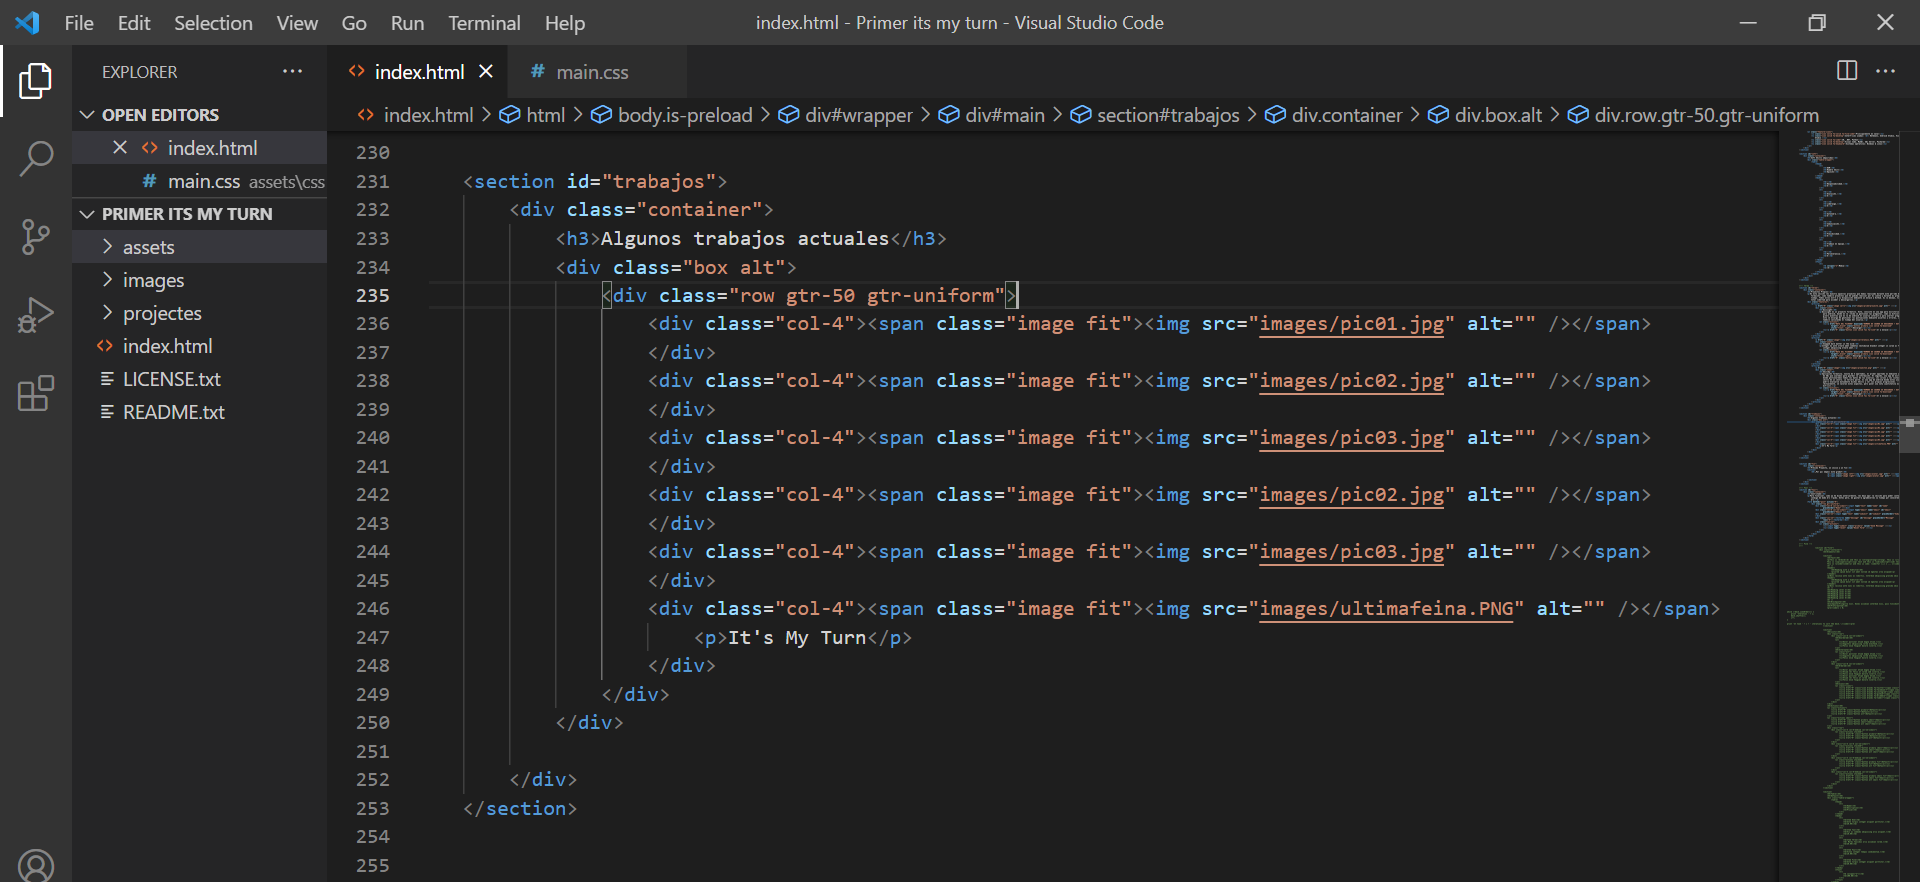 File Edit Selection View Go Run Terminal Help
index.html - Primer its my turn - Visual Studio Code
EXPLORER
OPEN EDITORS
index.html
main.css assets\css
PRIMER ITS MY TURN
assets
images
projectes
index.html
LICENSE.txt
README.txt
index.html
main.css
index.html > html > body.is-preload > div#wrapper > div#main > section#trabajos > div.container > div.box.alt > div.row.gtr-50.gtr-uniform
230
231 <section id="trabajos">
232 <div class="container">
233 <h3>Algunos trabajos actuales</h3>
234 <div class="box alt">
235 <div class="row gtr-50 gtr-uniform">
236 <div class="col-4"><span class="image fit"><img src="images/pic01.jpg" alt="" /></span>
237 </div>
238 <div class="col-4"><span class="image fit"><img src="images/pic02.jpg" alt="" /></span>
239 </div>
240 <div class="col-4"><span class="image fit"><img src="images/pic03.jpg" alt="" /></span>
241 </div>
242 <div class="col-4"><span class="image fit"><img src="images/pic02.jpg" alt="" /></span>
243 </div>
244 <div class="col-4"><span class="image fit"><img src="images/pic03.jpg" alt="" /></span>
245 </div>
246 <div class="col-4"><span class="image fit"><img src="images/ultimafeina.PNG" alt="" /></span>
247 <p>It's My Turn</p>
248 </div>
249 </div>
250 </div>
251
252 </div>
253 </section>
254
255